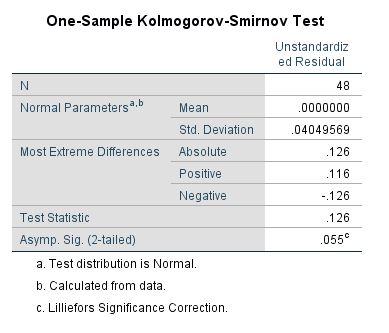 One-Sample Kolmogorov-Smirnov Test
Unstandardiz
ed Residual
N 48
Normal Parametersa,b Mean .0000000
Std. Deviation .04049569
Most Extreme Differences Absolute .126
Positive .116
Negative -.126
Test Statistic .126
Asymp. Sig. (2-tailed) .055c
a. Test distribution is Normal.
b. Calculated from data.
c. Lilliefors Significance Correction.